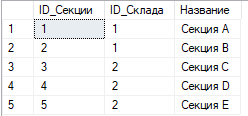 ID_Секции ID_Склада Название
1 1 1 Секция A
2 2 1 Секция B
3 3 2 Секция C
4 4 2 Секция D
5 5 2 Секция E